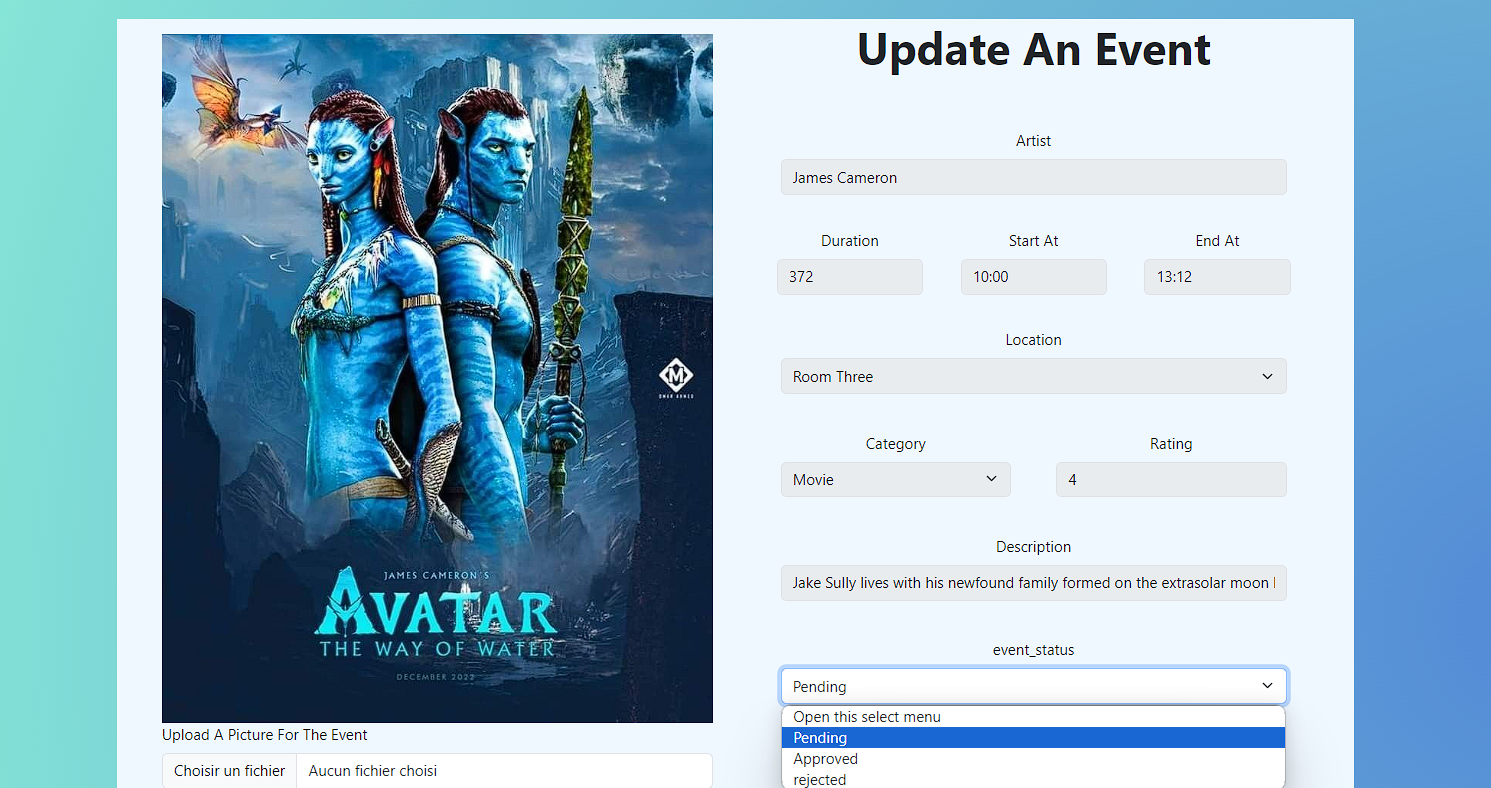 JAMES CAMERON'S
AVATAR
THE WAY OF WATER
DECEMBER 2022
M
Upload A Picture For The Event
Choisir un fichier Aucun fichier choisi
Update An Event
Artist
James Cameron
Duration Start At End At
372 10:00 13:12
Location
Room Three
Category Rating
Movie 4
Description
Jake Sully lives with his newfound family formed on the extrasolar moon
event_status
Pending
Open this select menu
Pending
Approved
rejected